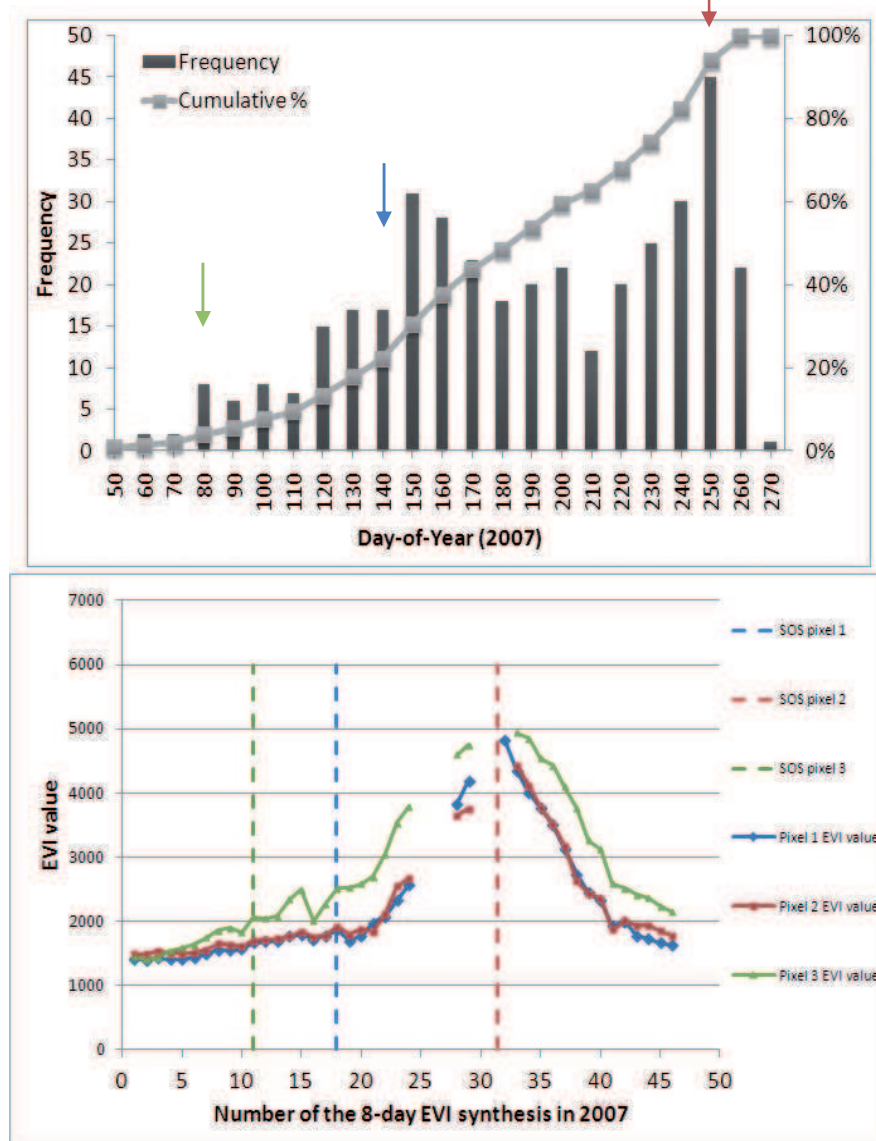 50
45
40
35
30
25
20
15
10
5
0
Frequency
Frequency
Cumulative %
100%
80%
60%
40%
20%
0%
50 60 70 80 90 100 110 120 130 140 150 160 170 180 190 200 210 220 230 240 250 260 270
Day-of-Year (2007)
7000
6000
5000
4000
3000
2000
1000
0
EVI value
0 5 10 15 20 25 30 35 40 45 50
Number of the 8-day EVI synthesis in 2007
SOS pixel 1
SOS pixel 2
SOS pixel 3
Pixel 1 EVI value
Pixel 2 EVI value
Pixel 3 EVI value